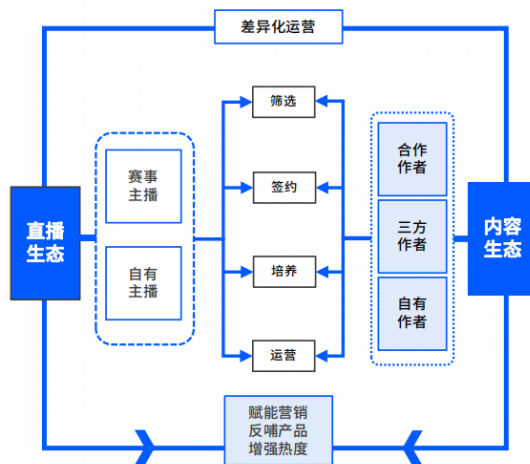 差异化运营
筛选
签约
培养
运营
赛事
主播
自有
主播
直播
生态
合作
作者
三方
作者
自有
作者
内容
生态
赋能营销
反哺产品
增强热度